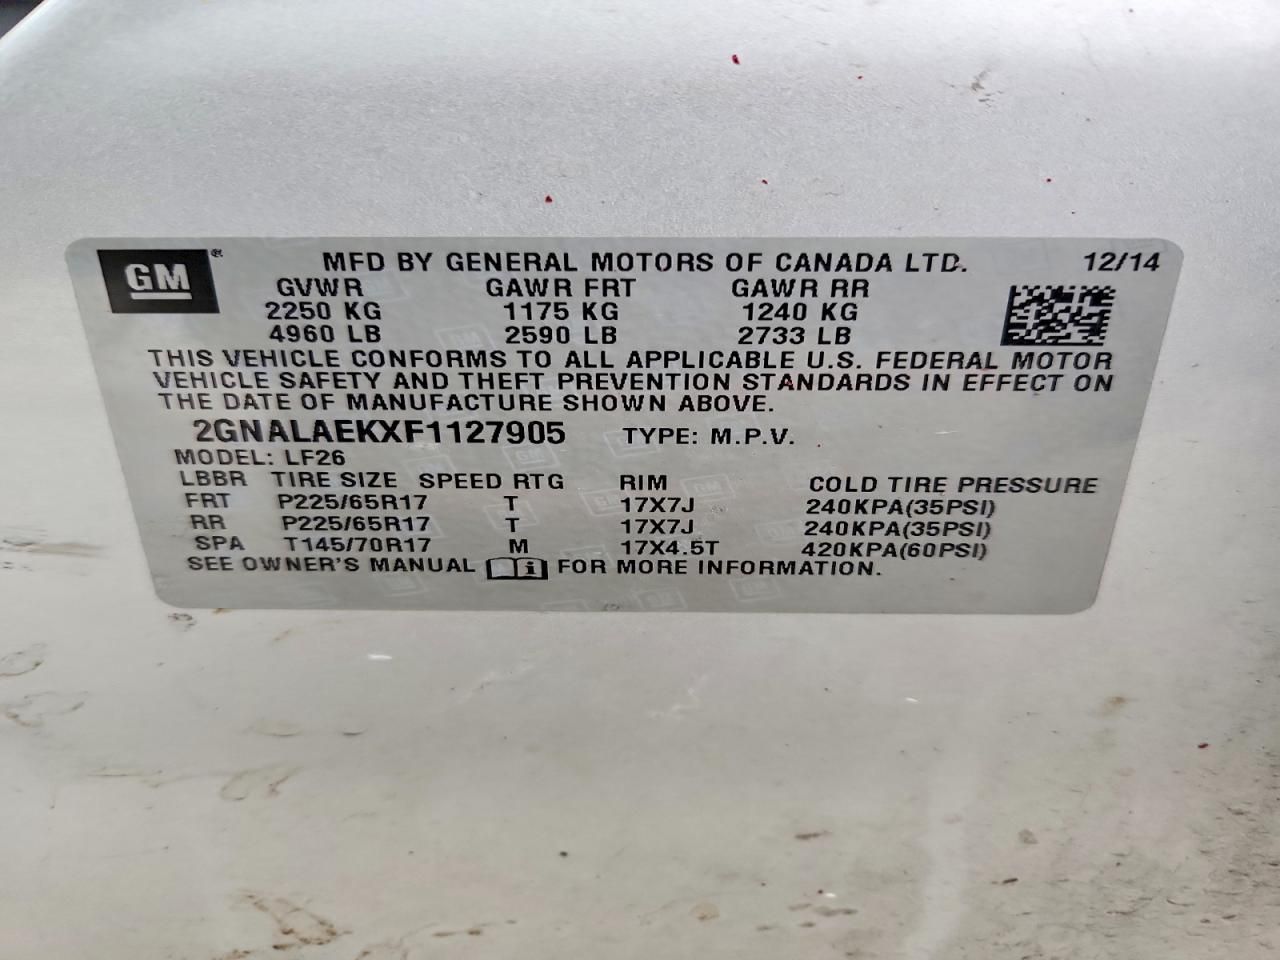 GM® MFD BY GENERAL MOTORS OF CANADA LTD. 12/14
GVWR GAWR FRT GAWR RR
2250 KG 1175 KG 1240 KG
4960 LB 2590 LB 2733 LB
THIS VEHICLE CONFORMS TO ALL APPLICABLE U.S. FEDERAL MOTOR
VEHICLE SAFETY AND THEFT PREVENTION STANDARDS IN EFFECT ON
THE DATE OF MANUFACTURE SHOWN ABOVE.
2GNALAEKXF1127905 TYPE: M.P.V.
MODEL: LF26
LBBR TIRE SIZE SPEED RTG RIM COLD TIRE PRESSURE
FRT P225/65R17 T 17X7J 240KPA(35PSI)
RR P225/65R17 T 17X7J 240KPA(35PSI)
SPA T145/70R17 M 17X4.5T 420KPA(60PSI)
SEE OWNER'S MANUAL i FOR MORE INFORMATION.